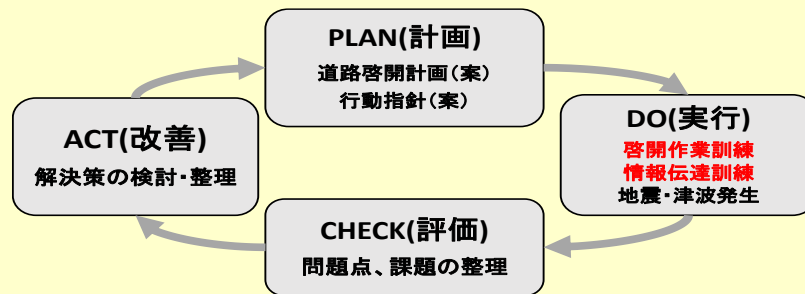 PLAN(計画)
道路啓開計画(案)
行動指針(案)
DO(実行)
啓開作業訓練
情報伝達訓練
地震・津波発生
ACT(改善)
解決策の検討・整理
CHECK(評価)
問題点、課題の整理